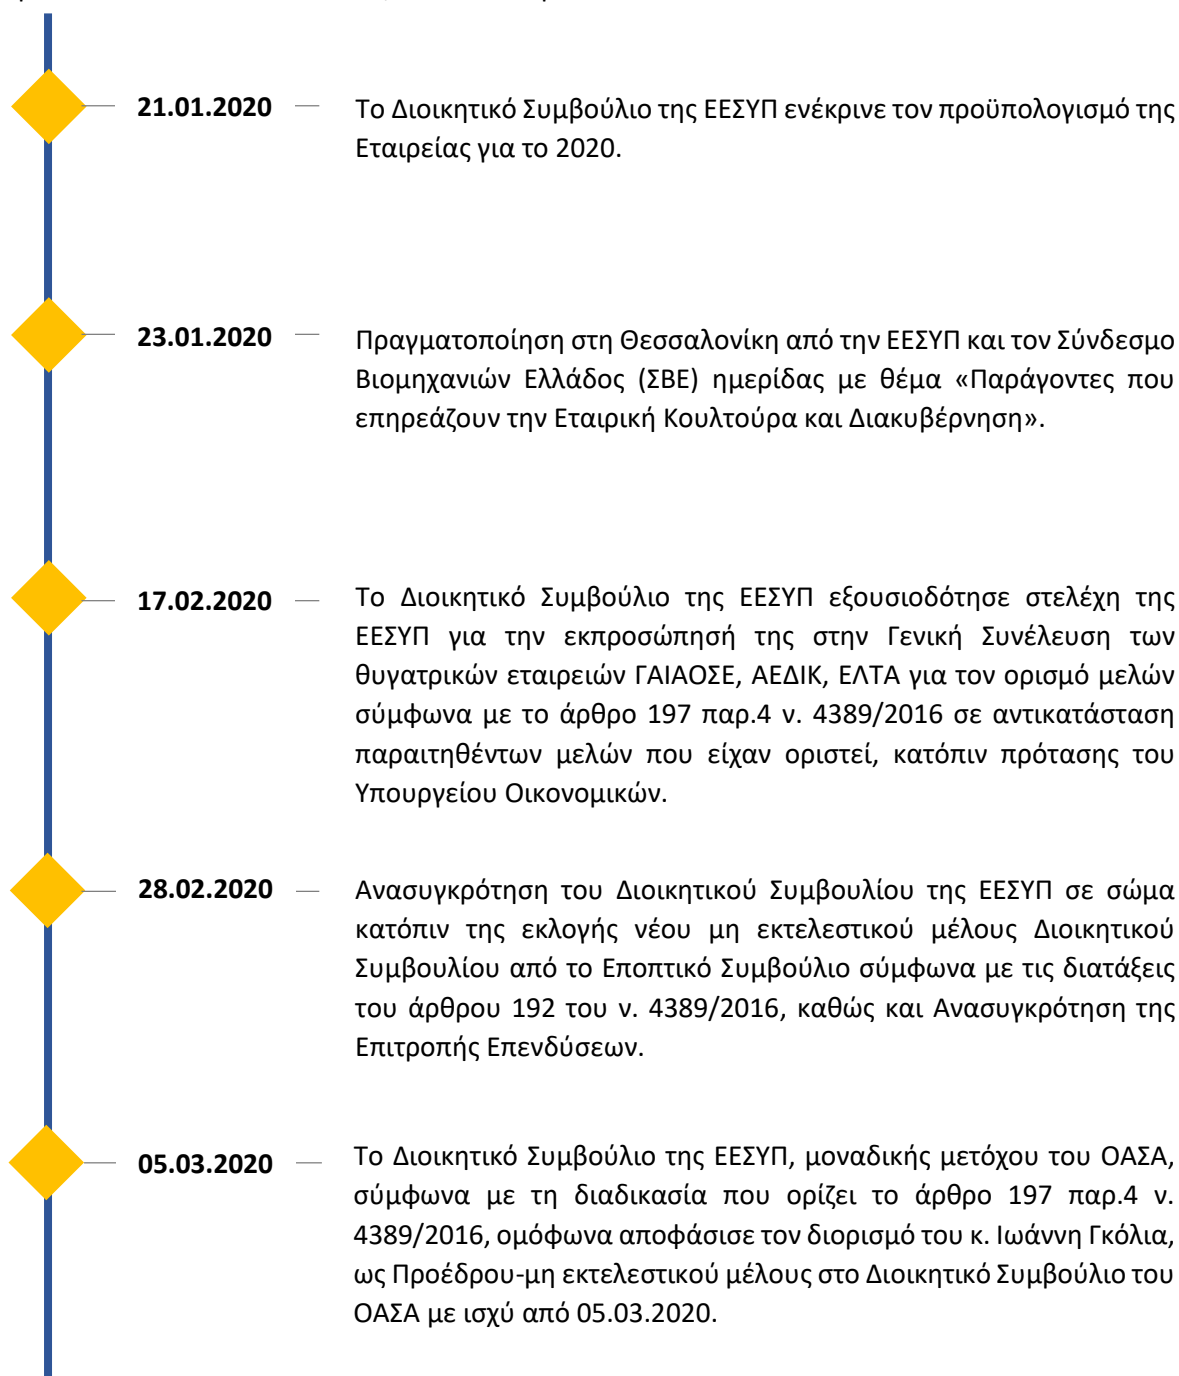 21.01.2020
Το Διοικητικό Συμβούλιο της ΕΕΣΥΠ ενέκρινε τον προϋπολογισμό της
Εταιρείας για το 2020.
23.01.2020
Πραγματοποίηση στη Θεσσαλονίκη από την ΕΕΣΥΠ και τον Σύνδεσμο
Βιομηχανιών Ελλάδος (ΣΒΕ) ημερίδας με θέμα «Παράγοντες που
επηρεάζουν την Εταιρική Κουλτούρα και Διακυβέρνηση».
17.02.2020
Το Διοικητικό Συμβούλιο της ΕΕΣΥΠ εξουσιοδότησε στελέχη της
ΕΕΣΥΠ για την εκπροσώπησή της στην Γενική Συνέλευση των
θυγατρικών εταιρειών ΓΑΙΑΟΣΕ, ΑΕΔΙΚ, ΕΛΤΑ για τον ορισμό μελών
σύμφωνα με το άρθρο 197 παρ.4 ν. 4389/2016 σε αντικατάσταση
παραιτηθέντων μελών που είχαν οριστεί, κατόπιν πρότασης του
Υπουργείου Οικονομικών.
28.02.2020
Ανασυγκρότηση του Διοικητικού Συμβουλίου της ΕΕΣΥΠ σε σώμα
κατόπιν της εκλογής νέου μη εκτελεστικού μέλους Διοικητικού
Συμβουλίου από το Εποπτικό Συμβούλιο σύμφωνα με τις διατάξεις
του άρθρου 192 του ν. 4389/2016, καθώς και Ανασυγκρότηση της
Επιτροπής Επενδύσεων.
05.03.2020
Το Διοικητικό Συμβούλιο της ΕΕΣΥΠ, μοναδικής μετόχου του ΟΑΣΑ,
σύμφωνα με τη διαδικασία που ορίζει το άρθρο 197 παρ.4 ν.
4389/2016, ομόφωνα αποφάσισε τον διορισμό του κ. Ιωάννη Γκόλια,
ως Προέδρου-μη εκτελεστικού μέλους στο Διοικητικό Συμβούλιο του
ΟΑΣΑ με ισχύ από 05.03.2020.